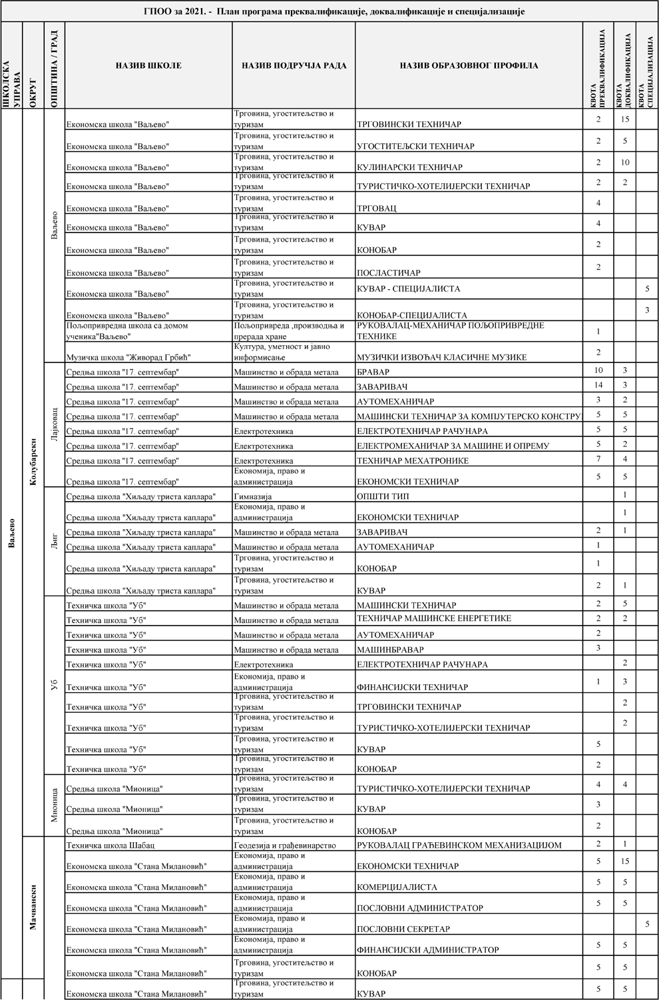 ГПОО за 2021. - План програма преквалификације, доквалификације и специјализације
ШКОЛСКА УПРАВА ОКРУГ ОПШТИНА / ГРАД НАЗИВ ШКОЛЕ НАЗИВ ПОДРУЧЈА РАДА НАЗИВ ОБРАЗОВНОГ ПРОФИЛА КВОТА ПРЕКВАЛИФИКАЦИЈА КВОТА ДОКВАЛИФИКАЦИЈА КВОТА СПЕЦИЈАЛИЗАЦИЈА
Ваљево
Колубарски
Ваљево
Економска школа "Ваљево" Трговина, угоститељство и туризам ТРГОВИНСКИ ТЕХНИЧАР 2 15
Економска школа "Ваљево" Трговина, угоститељство и туризам УГОСТИТЕЉСКИ ТЕХНИЧАР 2 5
Економска школа "Ваљево" Трговина, угоститељство и туризам КУЛИНАРСКИ ТЕХНИЧАР 2 10
Економска школа "Ваљево" Трговина, угоститељство и туризам ТУРИСТИЧКО-ХОТЕЛИЈЕРСКИ ТЕХНИЧАР 2 2
Економска школа "Ваљево" Трговина, угоститељство и туризам ТРГОВАЦ 4
Економска школа "Ваљево" Трговина, угоститељство и туризам КУВАР 4
Економска школа "Ваљево" Трговина, угоститељство и туризам КОНОБАР 2
Економска школа "Ваљево" Трговина, угоститељство и туризам ПОСЛАСТИЧАР 2
Економска школа "Ваљево" Трговина, угоститељство и туризам КУВАР - СПЕЦИЈАЛИСТА 5
Економска школа "Ваљево" Трговина, угоститељство и туризам КОНОБАР-СПЕЦИЈАЛИСТА 3
Пољопривредна школа са домом ученика"Ваљево" Пољопривреда ,производња и прерада хране РУКОВАЛАЦ-МЕХАНИЧАР ПОЉОПРИВРЕДНЕ ТЕХНИКЕ 1
Музичка школа "Живорад Грбић" Култура, уметност и јавно информисање МУЗИЧКИ ИЗВОЂАЧ КЛАСИЧНЕ МУЗИКЕ 2
Лајковац
Средња школа "17. септембар" Машинство и обрада метала БРАВАР 10 3
Средња школа "17. септембар" Машинство и обрада метала ЗАВАРИВАЧ 14 3
Средња школа "17. септембар" Машинство и обрада метала АУТОМЕХАНИЧАР 3 2
Средња школа "17. септембар" Машинство и обрада метала МАШИНСКИ ТЕХНИЧАР ЗА КОМПЈУТЕРСКО КОНСТРУ 5 5
Средња школа "17. септембар" Електротехника ЕЛЕКТРОТЕХНИЧАР РАЧУНАРА 5 5
Средња школа "17. септембар" Електротехника ЕЛЕКТРОМЕХАНИЧАР ЗА МАШИНЕ И ОПРЕМУ 5 2
Средња школа "17. септембар" Електротехника ТЕХНИЧАР МЕХАТРОНИКЕ 7 4
Средња школа "17. септембар" Економија, право и администрација ЕКОНОМСКИ ТЕХНИЧАР 5 5
Љиг
Средња школа "Хиљаду триста каплара" Гимназија ОПШТИ ТИП 1
Средња школа "Хиљаду триста каплара" Економија, право и администрација ЕКОНОМСКИ ТЕХНИЧАР 1
Средња школа "Хиљаду триста каплара" Машинство и обрада метала ЗАВАРИВАЧ 2 1
Средња школа "Хиљаду триста каплара" Машинство и обрада метала АУТОМЕХАНИЧАР 1
Средња школа "Хиљаду триста каплара" Трговина, угоститељство и туризам КОНОБАР 1
Средња школа "Хиљаду триста каплара" Трговина, угоститељство и туризам КУВАР 2 1
Уб
Техничка школа "Уб" Машинство и обрада метала МАШИНСКИ ТЕХНИЧАР 2 5
Техничка школа "Уб" Машинство и обрада метала ТЕХНИЧАР МАШИНСКЕ ЕНЕРГЕТИКЕ 2 2
Техничка школа "Уб" Машинство и обрада метала АУТОМЕХАНИЧАР 2
Техничка школа "Уб" Машинство и обрада метала МАШИНБРАВАР 3
Техничка школа "Уб" Електротехника ЕЛЕКТРОТЕХНИЧАР РАЧУНАРА 2
Техничка школа "Уб" Економија, право и администрација ФИНАНСИЈСКИ ТЕХНИЧАР 1 3
Техничка школа "Уб" Трговина, угоститељство и туризам ТРГОВИНСКИ ТЕХНИЧАР 2
Техничка школа "Уб" Трговина, угоститељство и туризам ТУРИСТИЧКО-ХОТЕЛИЈЕРСКИ ТЕХНИЧАР 2
Техничка школа "Уб" Трговина, угоститељство и туризам КУВАР 5
Техничка школа "Уб" Трговина, угоститељство и туризам КОНОБАР 2
Мионица
Средња школа "Мионица" Трговина, угоститељство и туризам ТУРИСТИЧКО-ХОТЕЛИЈЕРСКИ ТЕХНИЧАР 4 4
Средња школа "Мионица" Трговина, угоститељство и туризам КУВАР 3
Средња школа "Мионица" Трговина, угоститељство и туризам КОНОБАР 2
Мачвански
Техничка школа Шабац Геодезија и грађевинарство РУКОВАЛАЦ ГРАЂЕВИНСКОМ МЕХАНИЗАЦИЈОМ 2 1
Економска школа "Стана Милановић" Економија, право и администрација ЕКОНОМСКИ ТЕХНИЧАР 5 15
Економска школа "Стана Милановић" Економија, право и администрација КОМЕРЦИЈАЛИСТА 5 5
Економска школа "Стана Милановић" Економија, право и администрација ПОСЛОВНИ АДМИНИСТРАТОР 5 5
Економска школа "Стана Милановић" Економија, право и администрација ПОСЛОВНИ СЕКРЕТАР 5
Економска школа "Стана Милановић" Економија, право и администрација ФИНАНСИЈСКИ АДМИНИСТРАТОР 5 5
Економска школа "Стана Милановић" Трговина, угоститељство и туризам КОНОБАР 5 5
Економска школа "Стана Милановић" Трговина, угоститељство и туризам КУВАР 5 5